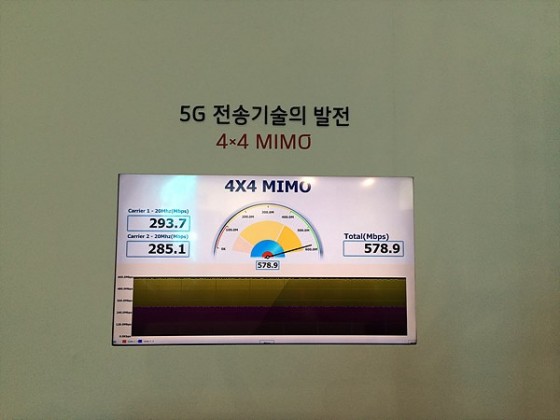 5G 전송기술의 발전
4×4 MIMO
4X4 MIMO
Carrier 1 - 20Mhz(Mbps)
293.7
Carrier 2 - 20Mhz(Mbps)
285.1
578.9
Total(Mbps)
578.9